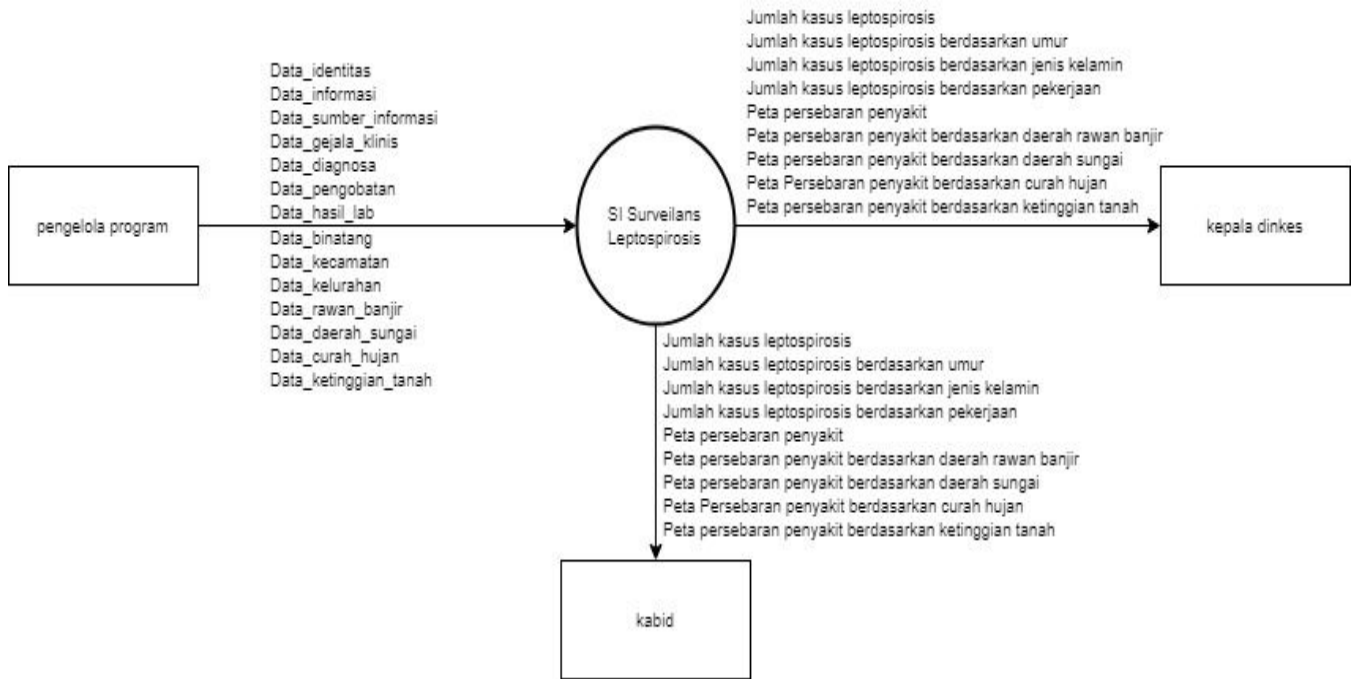 pengelola program
Data_identitas
Data_informasi
Data_sumber_informasi
Data_gejala_klinis
Data_diagnosa
Data_pengobatan
Data_hasil_lab
Data_binatang
Data_kecamatan
Data_kelurahan
Data_rawan_banjir
Data_daerah_sungai
Data_curah_hujan
Data_ketinggian_tanah
SI Surveilans
Leptospirosis
Jumlah kasus leptospirosis
Jumlah kasus leptospirosis berdasarkan umur
Jumlah kasus leptospirosis berdasarkan jenis kelamin
Jumlah kasus leptospirosis berdasarkan pekerjaan
Peta persebaran penyakit
Peta persebaran penyakit berdasarkan daerah rawan banjir
Peta persebaran penyakit berdasarkan daerah sungai
Peta Persebaran penyakit berdasarkan curah hujan
Peta persebaran penyakit berdasarkan ketinggian tanah
kepala dinkes
Jumlah kasus leptospirosis
Jumlah kasus leptospirosis berdasarkan umur
Jumlah kasus leptospirosis berdasarkan jenis kelamin
Jumlah kasus leptospirosis berdasarkan pekerjaan
Peta persebaran penyakit
Peta persebaran penyakit berdasarkan daerah rawan banjir
Peta persebaran penyakit berdasarkan daerah sungai
Peta Persebaran penyakit berdasarkan curah hujan
Peta persebaran penyakit berdasarkan ketinggian tanah
kabid